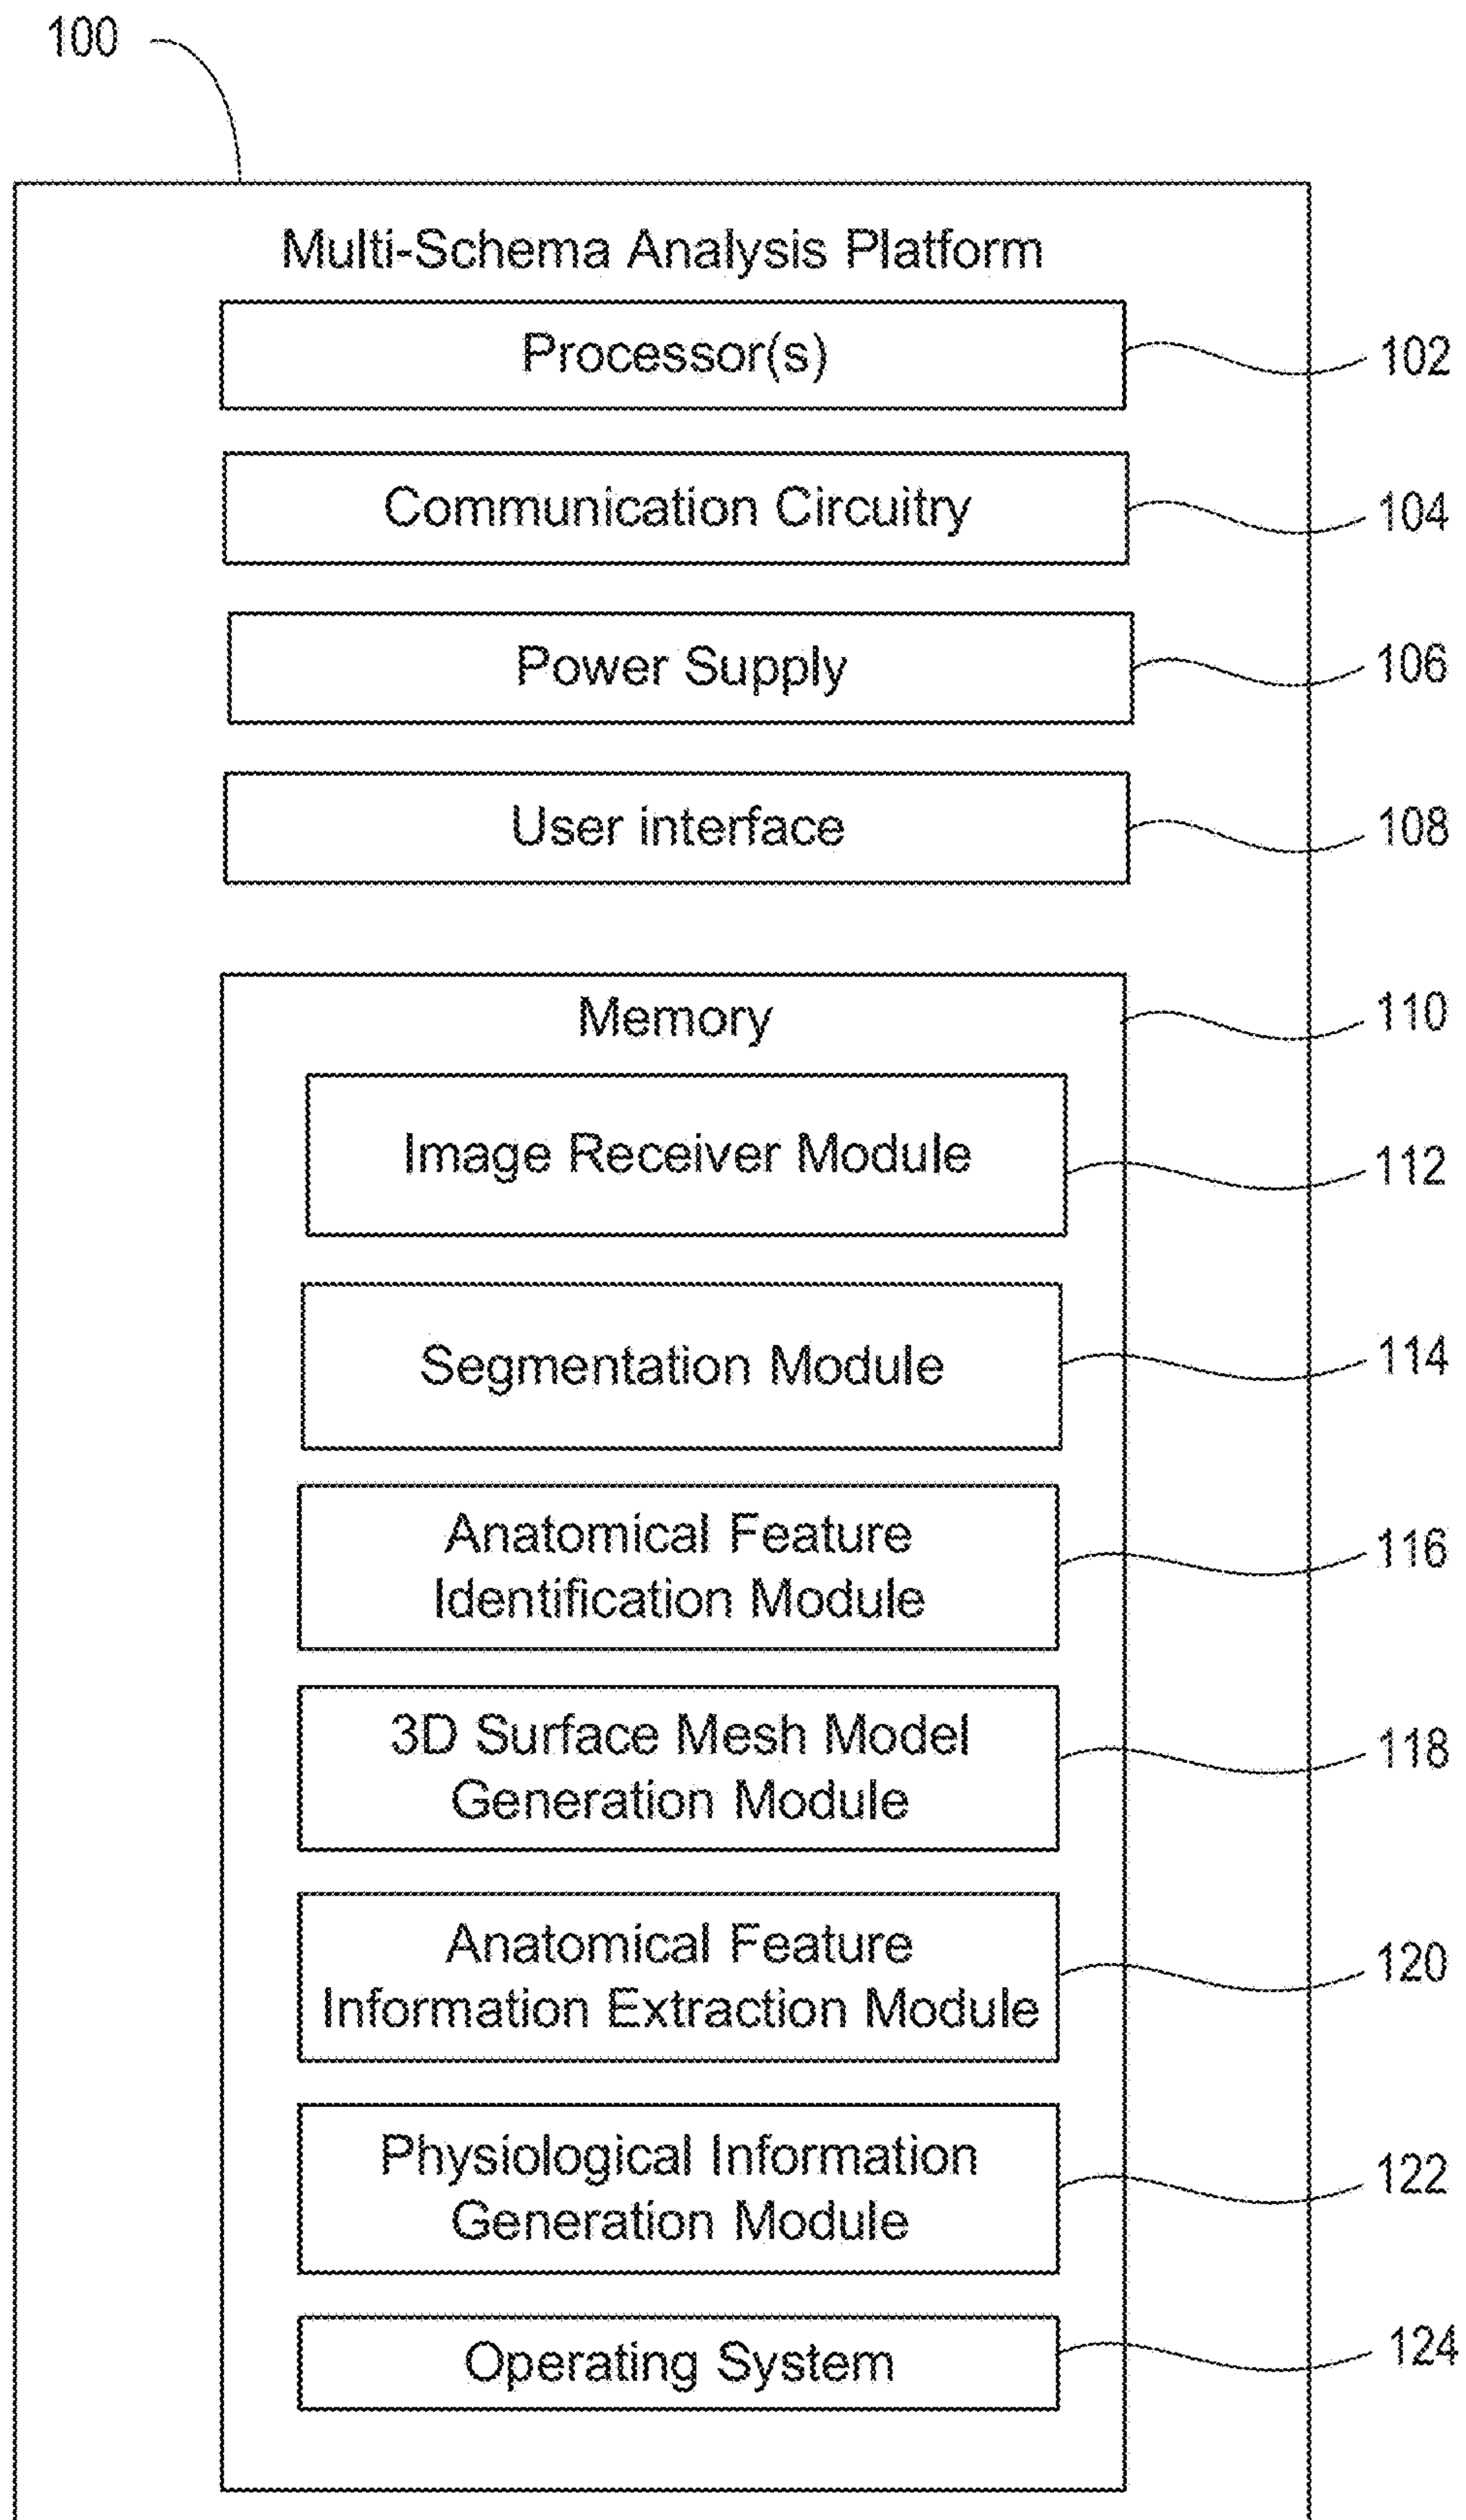 100
Multi-Schema Analysis Platform
Processor(s)
102
Communication Circuitry
104
Power Supply
106
User interface
108
Memory
110
Image Receiver Module
112
Segmentation Module
114
Anatomical Feature
Identification Module
116
3D Surface Mesh Model
Generation Module
118
Anatomical Feature
Information Extraction Module
120
Physiological Information
Generation Module
122
Operating System
124